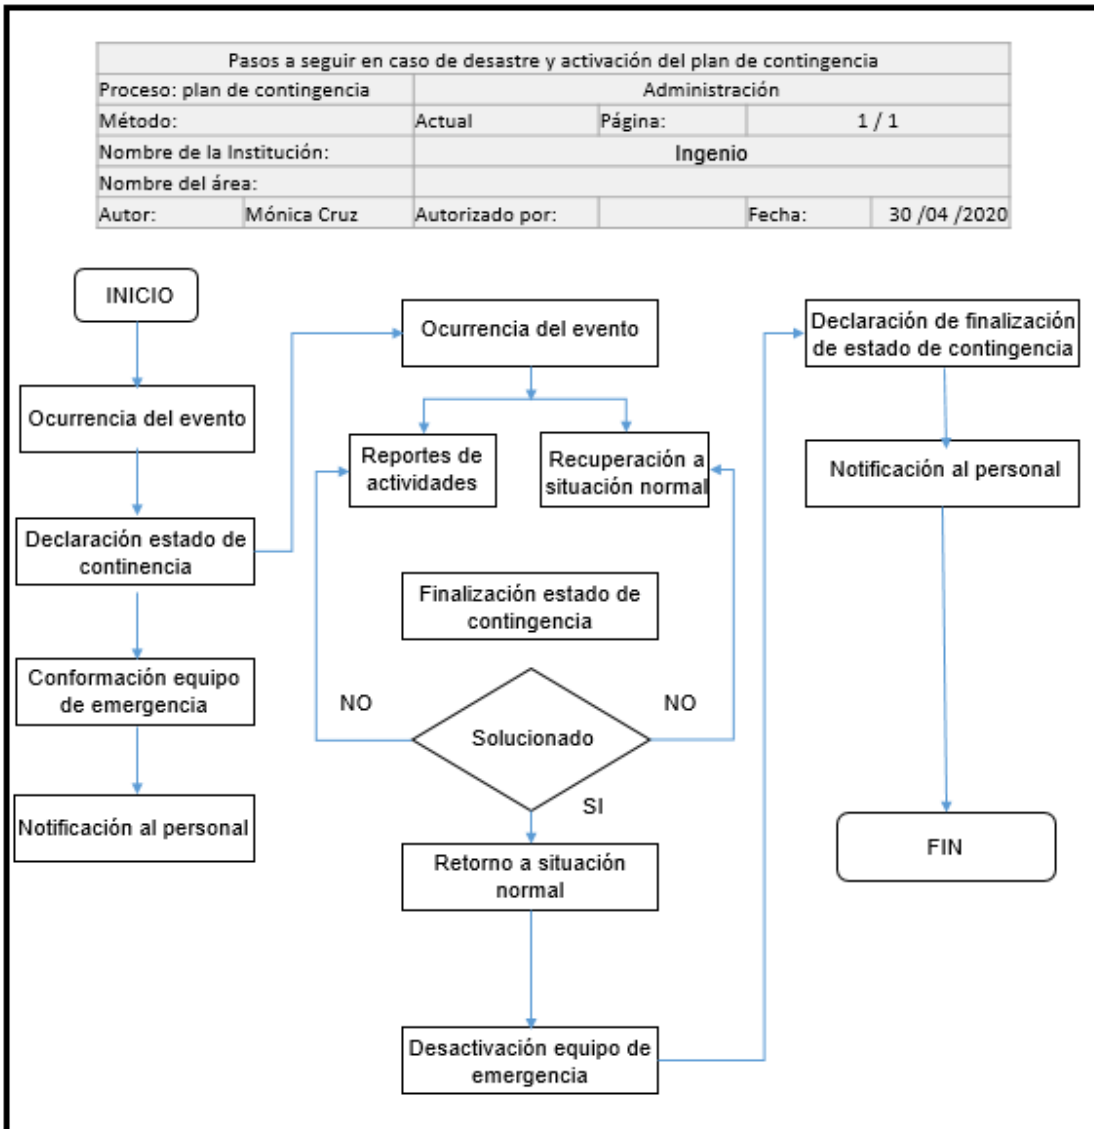 Pasos a seguir en caso de desastre y activación del plan de contingencia
Proceso: plan de contingencia Administración
Método: Actual Página: 1 / 1
Nombre de la Institución: Ingenio
Nombre del área:
Autor: Mónica Cruz Autorizado por: Fecha: 30 /04 /2020
INICIO
Ocurrencia del evento
Declaración estado de
continencia
Conformación equipo
de emergencia
Notificación al personal
Ocurrencia del evento
Reportes de
actividades
Recuperación a
situación normal
Finalización estado de
contingencia
NO
NO
Solucionado
SI
Retorno a situación
normal
Desactivación equipo de
emergencia
Declaración de finalización
de estado de contingencia
Notificación al personal
FIN